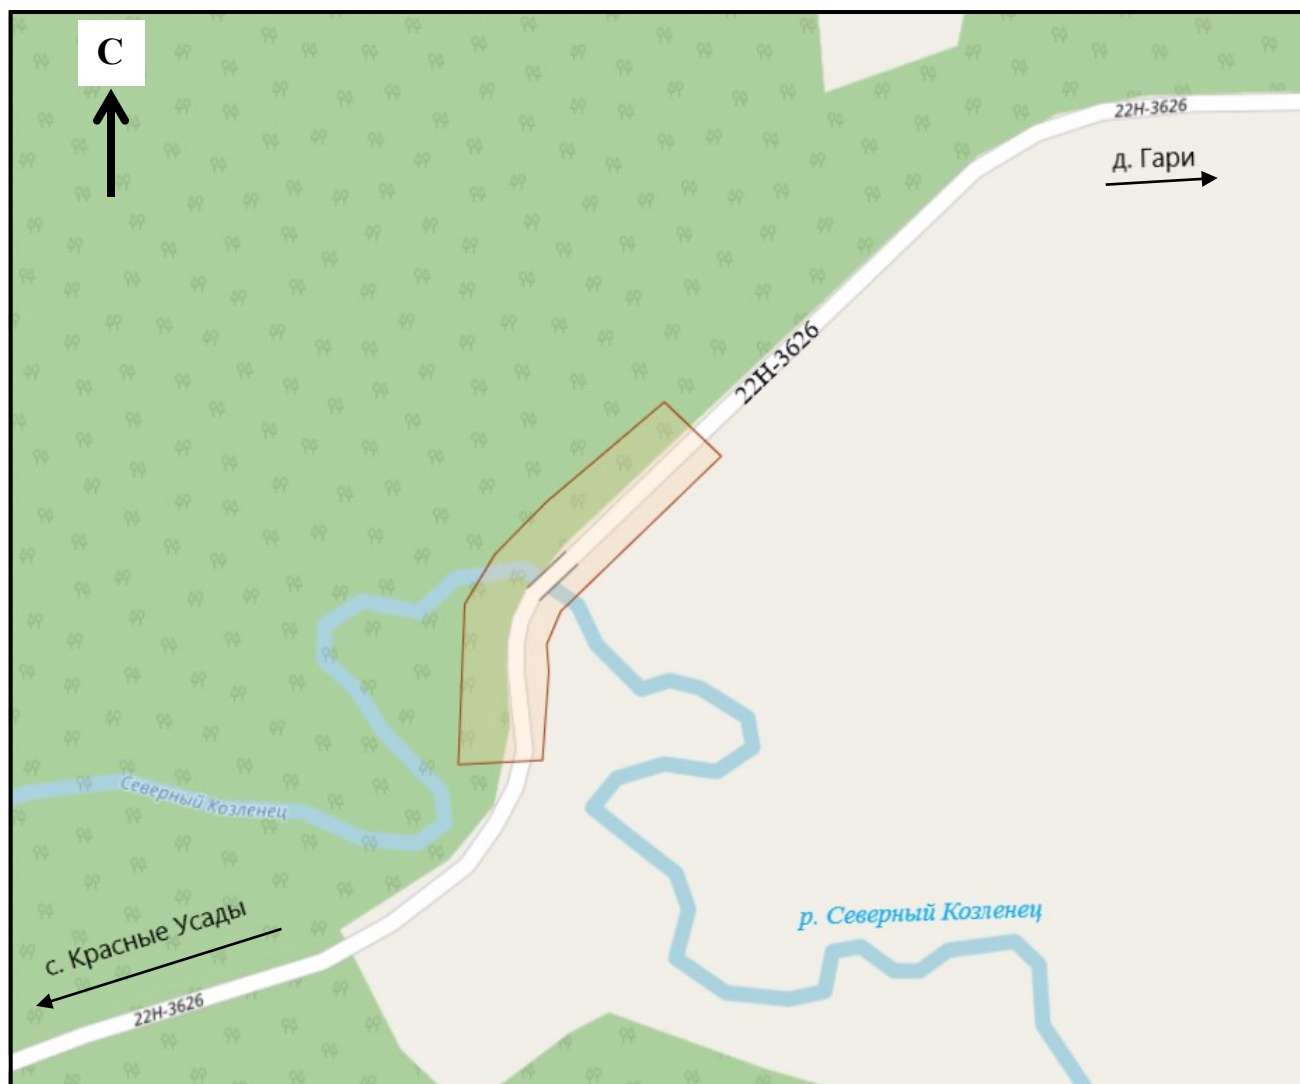 С
22Н-3626
д. Гари
22Н-3626
Северный Козленец
р. Северный Козленец
с. Красные Усады
22Н-3626